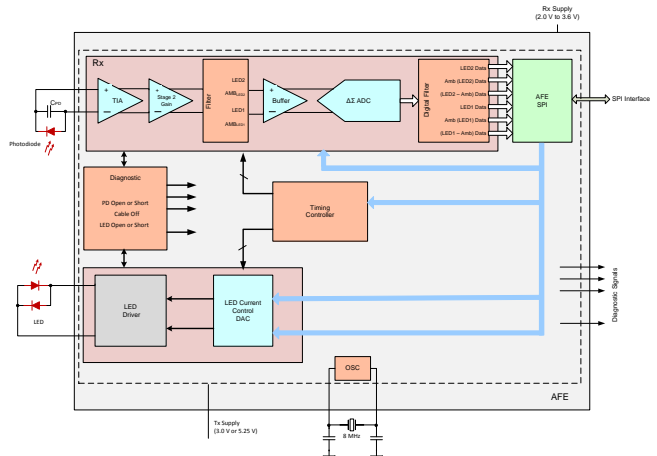 Rx Supply
(2.0 V to 3.6 V)
Rx
CPD
Photodiode
TIA
Stage 2
Gain
Filter
LED2
AMBLED2
LED1
AMBLED1
Buffer
ΔΣ ADC
Digital Filter
LED2 Data
Amb (LED2) Data
(LED2 – Amb) Data
LED1 Data
Amb (LED1) Data
(LED1 – Amb) Data
AFE
SPI
SPI Interface
Diagnostic
PD Open or Short
Cable Off
LED Open or Short
Timing
Controller
LED
LED
Driver
LED Current
Control
DAC
Diagnostic Signals
OSC
AFE
Tx Supply
(3.0 V or 5.25 V)
8 MHz